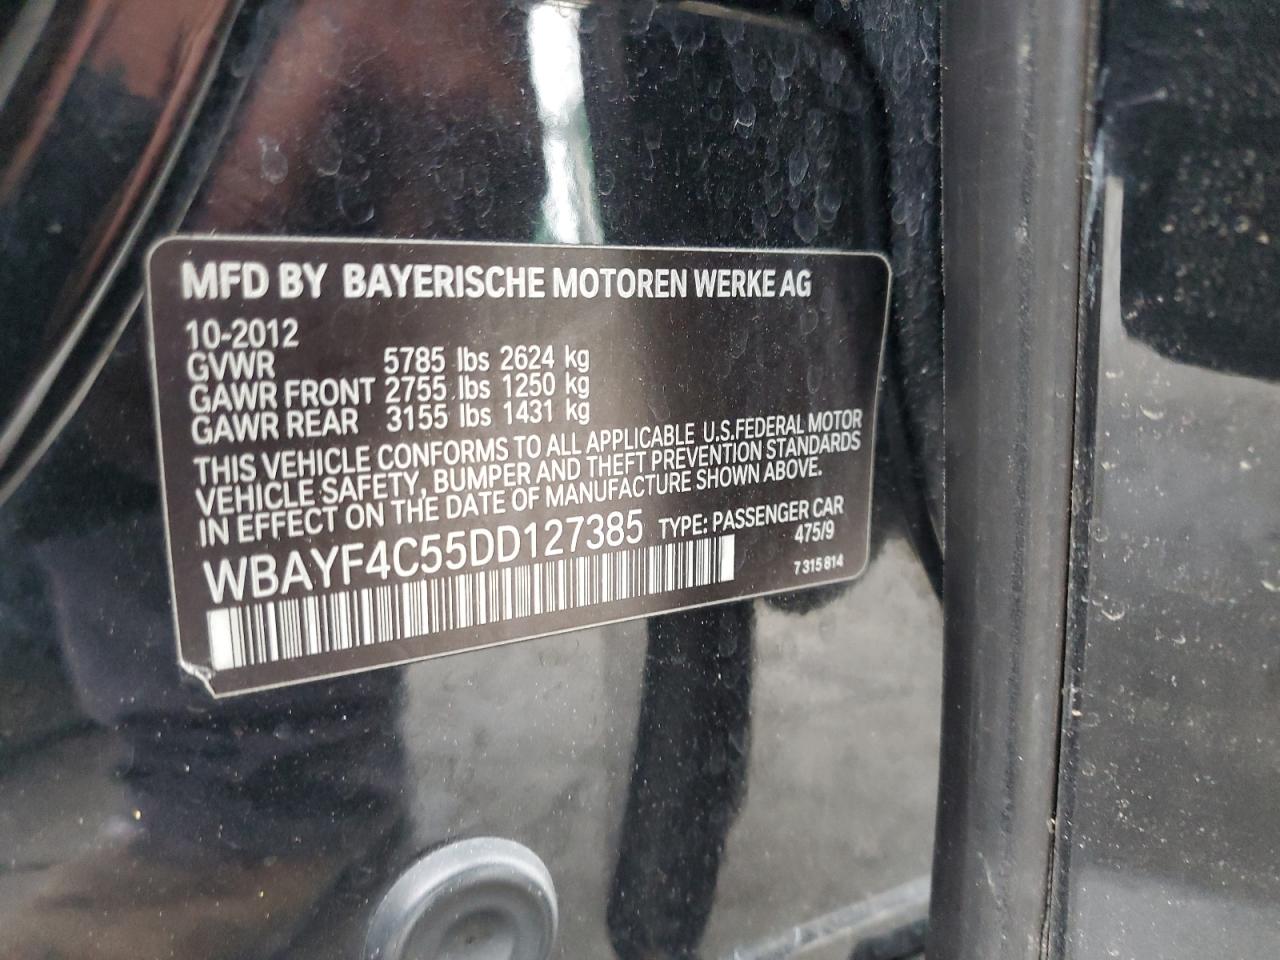 MFD BY BAYERISCHE MOTOREN WERKE AG
10-2012
GVWR 5785 lbs 2624 kg
GAWR FRONT 2755 lbs 1250 kg
GAWR REAR 3155 lbs 1431 kg
THIS VEHICLE CONFORMS TO ALL APPLICABLE U.S.FEDERAL MOTOR
VEHICLE SAFETY, BUMPER AND THEFT PREVENTION STANDARDS
IN EFFECT ON THE DATE OF MANUFACTURE SHOWN ABOVE.
WBAYF4C55DD127385 TYPE: PASSENGER CAR
475/9
7 315 814